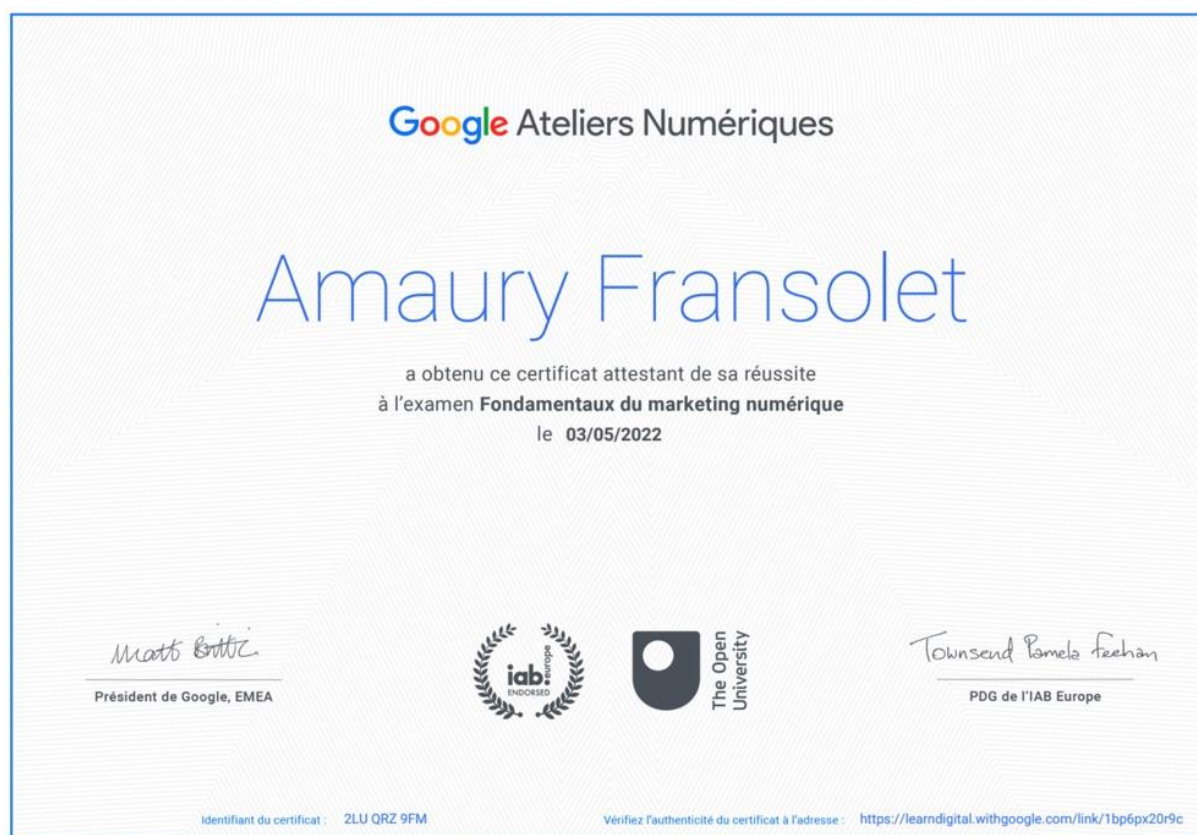 Google Ateliers Numériques
Amaury Fransolet
a obtenu ce certificat attestant de sa réussite
à l'examen Fondamentaux du marketing numérique
le 03/05/2022
Matt Brittin
Président de Google, EMEA
iab europe
ENDORSED
The Open
University
Townsend Pamela Feehan
PDG de l'IAB Europe
Identifiant du certificat : 2LU QRZ 9FM
Vérifiez l'authenticité du certificat à l'adresse : https://learndigital.withgoogle.com/link/1bp6px20r9c